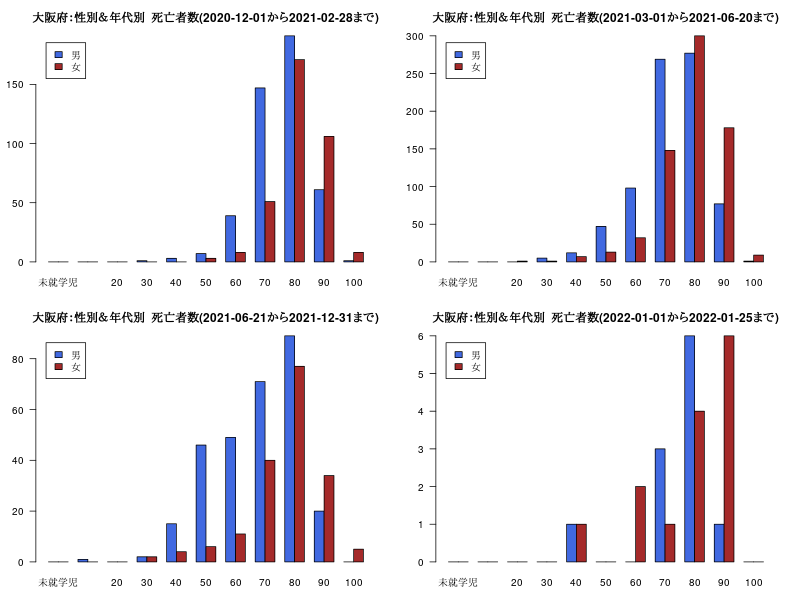 大阪府：性別＆年代別 死亡者数(2020-12-01から2021-02-28まで)
男
女
150
100
50
0
未就学児 20 30 40 50 60 70 80 90 100
大阪府：性別＆年代別 死亡者数(2021-03-01から2021-06-20まで)
男
女
300
250
200
150
100
50
0
未就学児 20 30 40 50 60 70 80 90 100
大阪府：性別＆年代別 死亡者数(2021-06-21から2021-12-31まで)
男
女
80
60
40
20
0
未就学児 20 30 40 50 60 70 80 90 100
大阪府：性別＆年代別 死亡者数(2022-01-01から2022-01-25まで)
男
女
6
5
4
3
2
1
0
未就学児 20 30 40 50 60 70 80 90 100